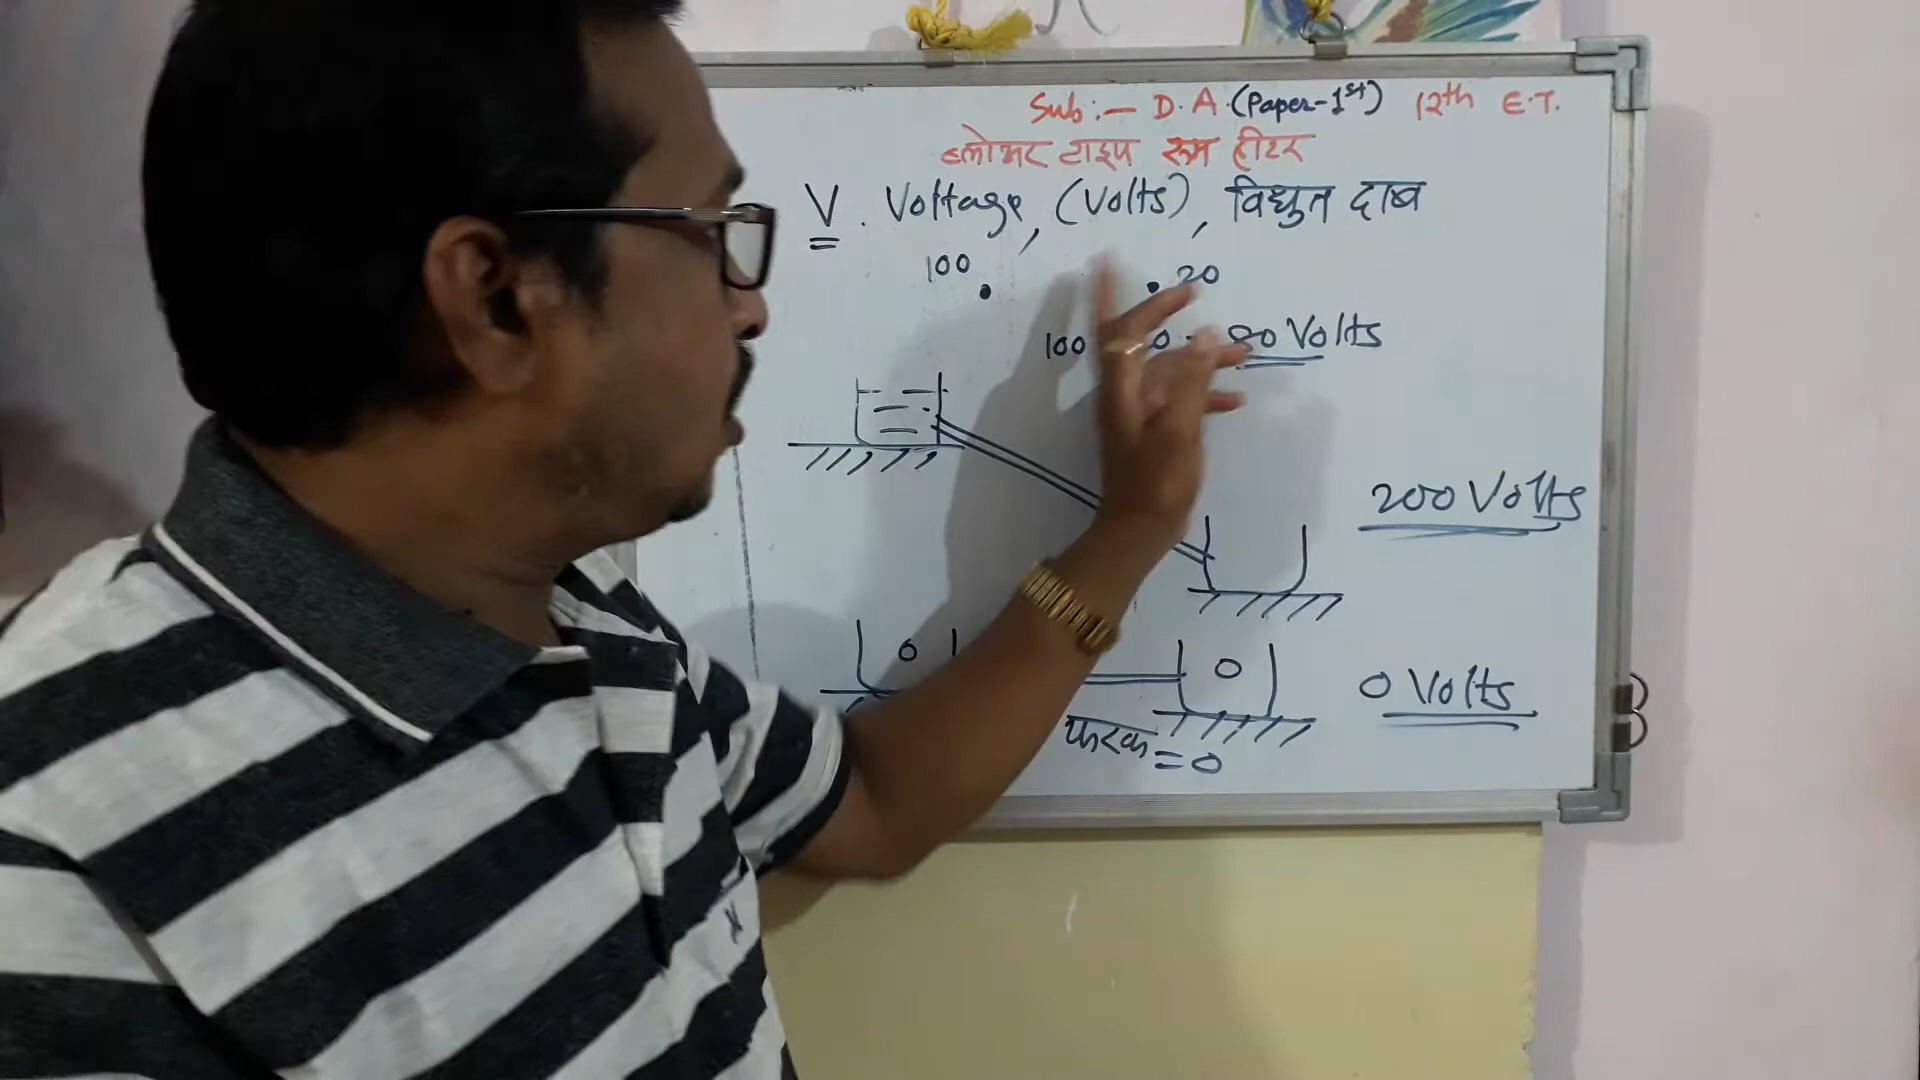 Sub:- D.A.(Paper-1st) 12th E.T.
ब्लोअर टाइप रूम हीटर
V. Voltage, (Volts), विधुत दाब
100 . . 20
100 80 Volts
200 Volts
0 0 0 Volts
फरक = 0